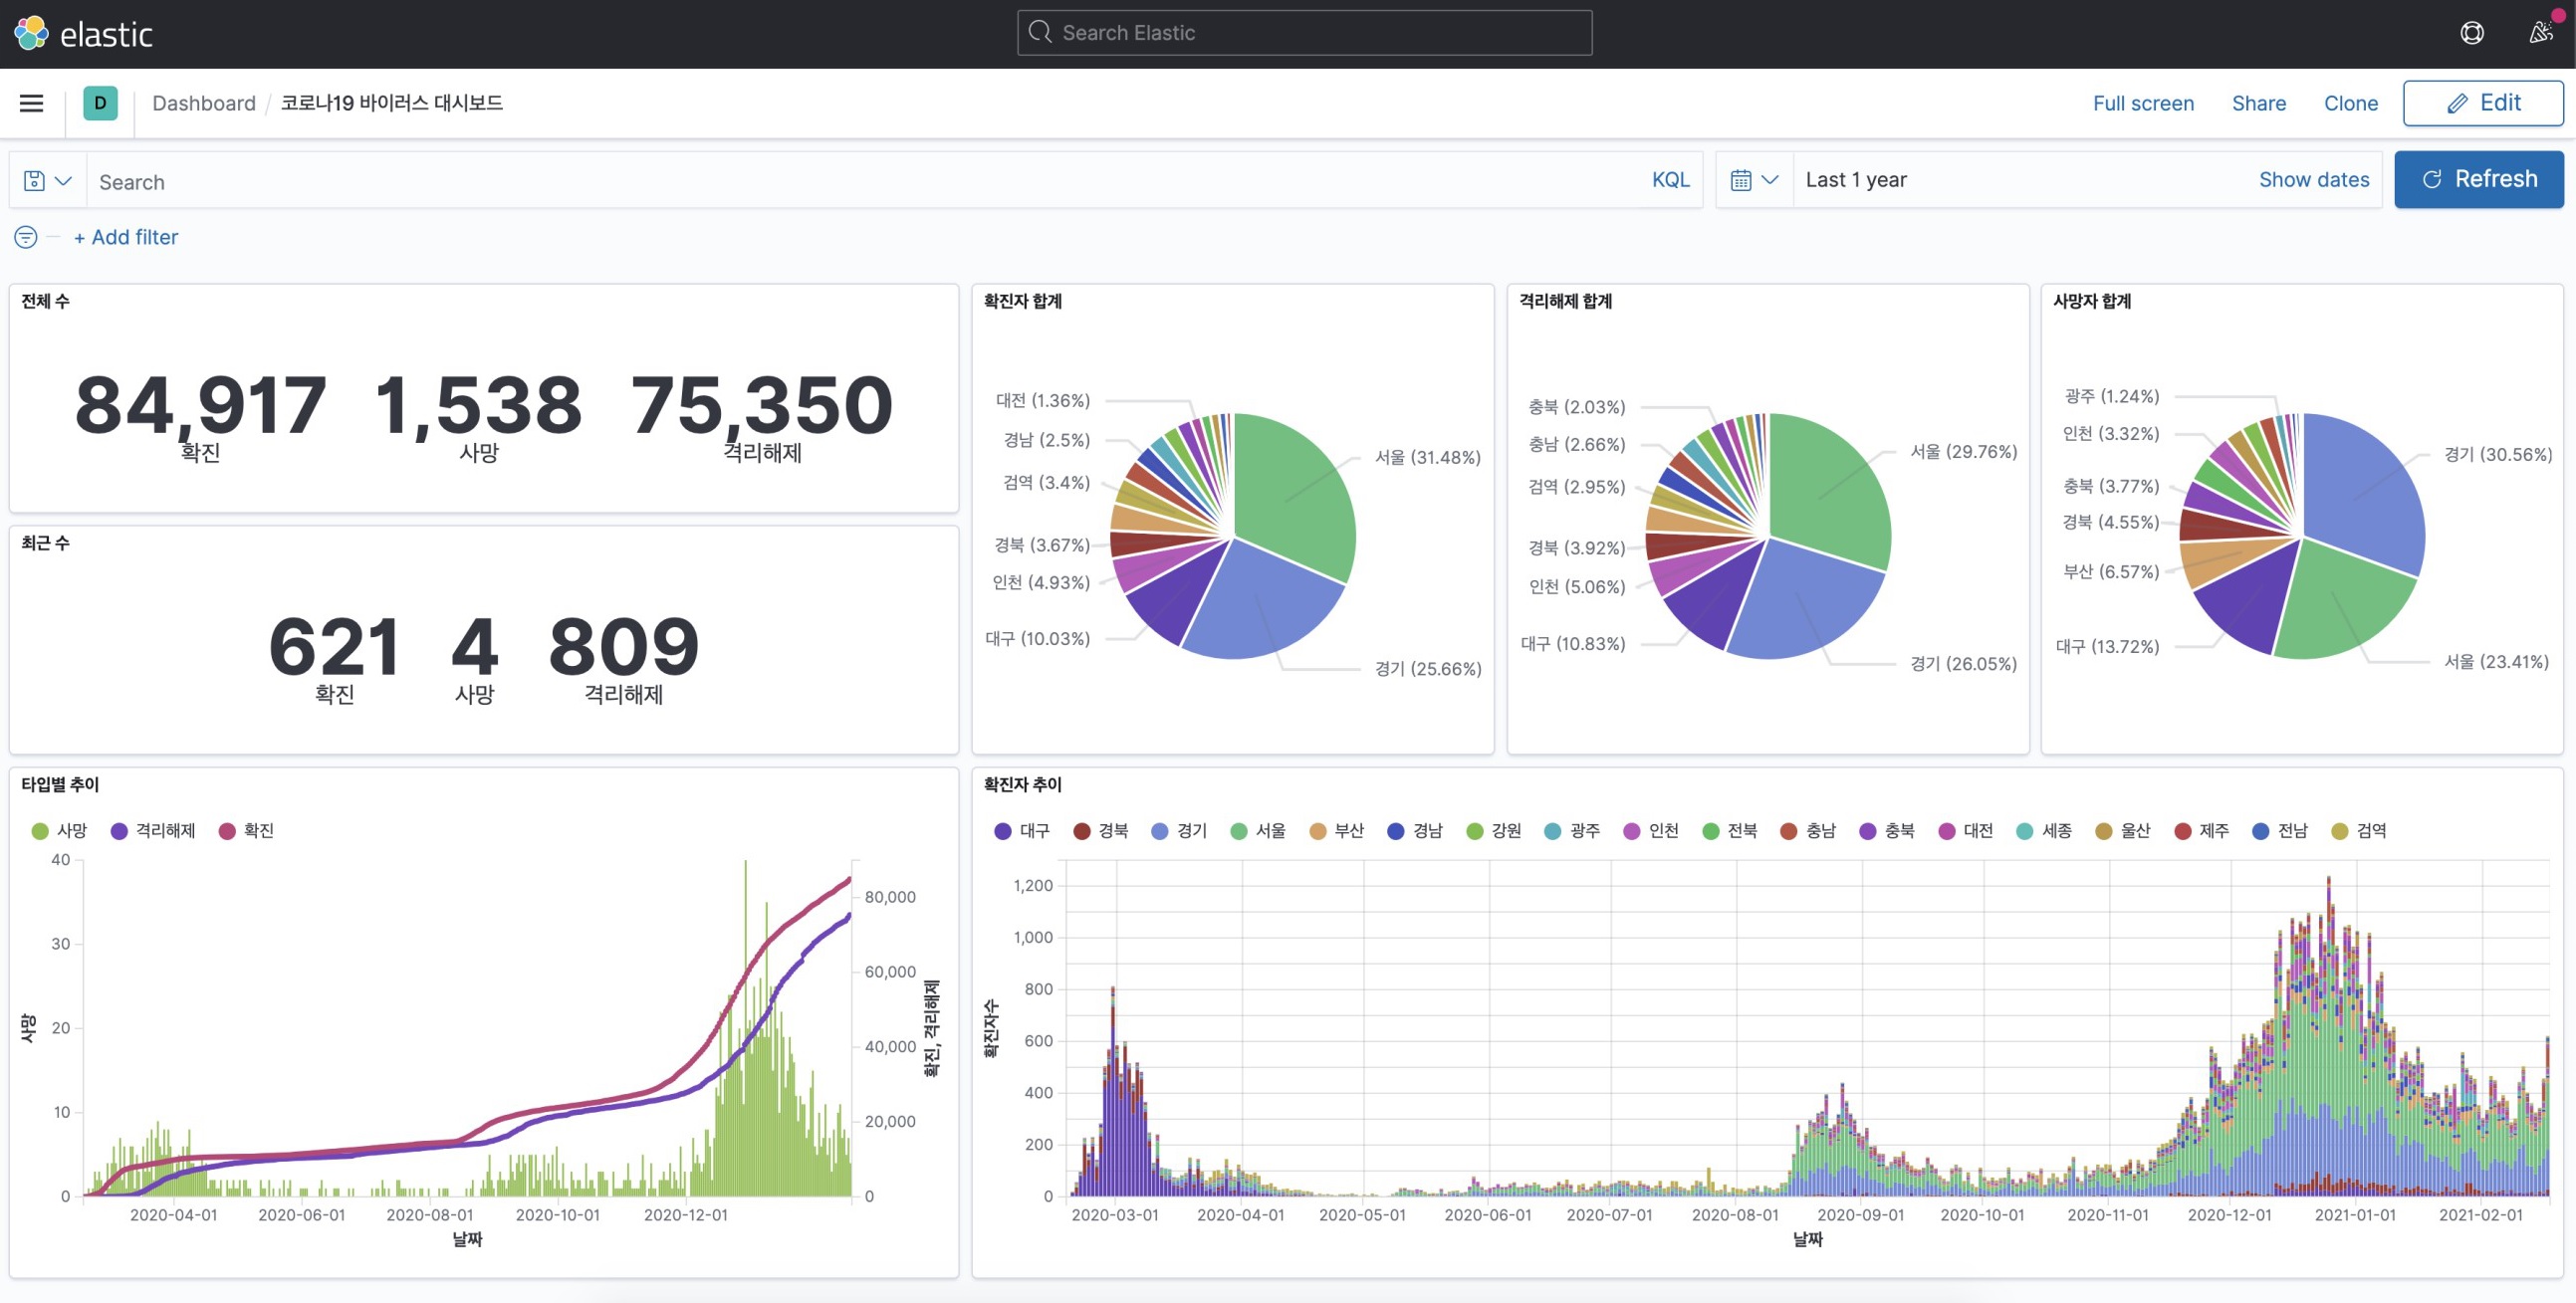 elastic
Search Elastic
D
Dashboard / 코로나19 바이러스 대시보드
Full screen
Share
Clone
Edit
Search
KQL
Last 1 year
Show dates
Refresh
+ Add filter
전체 수
84,917 1,538 75,350
확진 사망 격리해제
최근 수
621 4 809
확진 사망 격리해제
확진자 합계
대전 (1.36%)
경남 (2.5%)
검역 (3.4%)
경북 (3.67%)
인천 (4.93%)
대구 (10.03%)
서울 (31.48%)
경기 (25.66%)
격리해제 합계
충북 (2.03%)
충남 (2.66%)
검역 (2.95%)
경북 (3.92%)
인천 (5.06%)
대구 (10.83%)
서울 (29.76%)
경기 (26.05%)
사망자 합계
광주 (1.24%)
인천 (3.32%)
충북 (3.77%)
경북 (4.55%)
부산 (6.57%)
대구 (13.72%)
경기 (30.56%)
서울 (23.41%)
타입별 추이
사망 격리해제 확진
40
30
20
10
0
사망
80,000
60,000
40,000
20,000
0
확진, 격리해제
2020-04-01 2020-06-01 2020-08-01 2020-10-01 2020-12-01
날짜
확진자 추이
대구 경북 경기 서울 부산 경남 강원 광주 인천 전북 충남 충북 대전 세종 울산 제주 전남 검역
1,200
1,000
800
600
400
200
0
확진자수
2020-03-01 2020-04-01 2020-05-01 2020-06-01 2020-07-01 2020-08-01 2020-09-01 2020-10-01 2020-11-01 2020-12-01 2021-01-01 2021-02-01
날짜